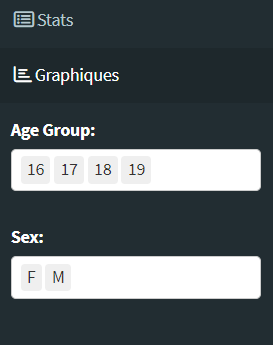 Stats
Graphiques
Age Group:
16 17 18 19
Sex:
F M